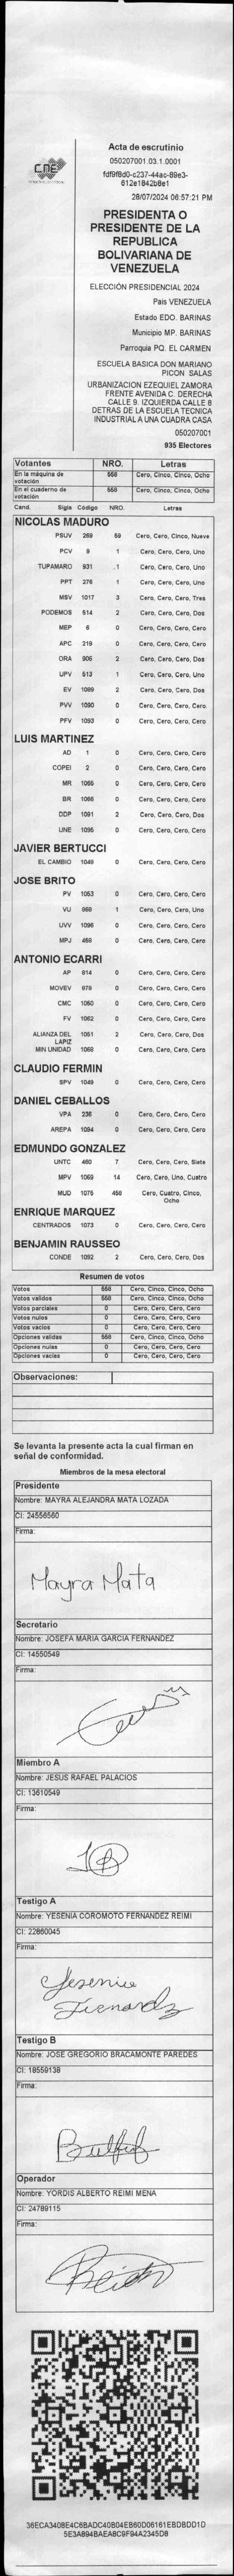 CNE
Acta de escrutinio
050207001.03.1.0001
fdf9f8d0-c237-44ac-89e3-
612e1842b8e1
28/07/2024 06:57:21 PM
PRESIDENTA O
PRESIDENTE DE LA
REPUBLICA
BOLIVARIANA DE
VENEZUELA
ELECCIÓN PRESIDENCIAL 2024
Pais VENEZUELA
Estado EDO. BARINAS
Municipio MP. BARINAS
Parroquia PQ. EL CARMEN
ESCUELA BASICA DON MARIANO
PICON SALAS
URBANIZACION EZEQUIEL ZAMORA
FRENTE AVENIDA C. DERECHA
CALLE 9. IZQUIERDA CALLE 8
DETRAS DE LA ESCUELA TECNICA
INDUSTRIAL A UNA CUADRA CASA
050207001
935 Electores
Votantes NRO. Letras
En la máquina de votación 558 Cero, Cinco, Cinco, Ocho
En el cuaderno de votación 558 Cero, Cinco, Cinco, Ocho
Cand. Sigla Código NRO. Letras
NICOLAS MADURO
PSUV 269 59 Cero, Cero, Cinco, Nueve
PCV 9 1 Cero, Cero, Cero, Uno
TUPAMARO 931 1 Cero, Cero, Cero, Uno
PPT 276 1 Cero, Cero, Cero, Uno
MSV 1017 3 Cero, Cero, Cero, Tres
PODEMOS 514 2 Cero, Cero, Cero, Dos
MEP 6 0 Cero, Cero, Cero, Cero
APC 219 0 Cero, Cero, Cero, Cero
ORA 906 2 Cero, Cero, Cero, Dos
UPV 513 1 Cero, Cero, Cero, Uno
EV 1089 2 Cero, Cero, Cero, Dos
PVV 1090 0 Cero, Cero, Cero, Cero
PFV 1093 0 Cero, Cero, Cero, Cero
LUIS MARTINEZ
AD 1 0 Cero, Cero, Cero, Cero
COPEI 2 0 Cero, Cero, Cero, Cero
MR 1065 0 Cero, Cero, Cero, Cero
BR 1066 0 Cero, Cero, Cero, Cero
DDP 1091 2 Cero, Cero, Cero, Dos
UNE 1095 0 Cero, Cero, Cero, Cero
JAVIER BERTUCCI
EL CAMBIO 1048 0 Cero, Cero, Cero, Cero
JOSE BRITO
PV 1053 0 Cero, Cero, Cero, Cero
VU 969 1 Cero, Cero, Cero, Uno
UVV 1096 0 Cero, Cero, Cero, Cero
MPJ 458 0 Cero, Cero, Cero, Cero
ANTONIO ECARRI
AP 814 0 Cero, Cero, Cero, Cero
MOVEV 979 0 Cero, Cero, Cero, Cero
CMC 1050 0 Cero, Cero, Cero, Cero
FV 1052 0 Cero, Cero, Cero, Cero
ALIANZA DEL LAPIZ 1051 2 Cero, Cero, Cero, Dos
MIN UNIDAD 1068 0 Cero, Cero, Cero, Cero
CLAUDIO FERMIN
SPV 1049 0 Cero, Cero, Cero, Cero
DANIEL CEBALLOS
VPA 236 0 Cero, Cero, Cero, Cero
AREPA 1094 0 Cero, Cero, Cero, Cero
EDMUNDO GONZALEZ
UNTC 460 7 Cero, Cero, Cero, Siete
MPV 1069 14 Cero, Cero, Uno, Cuatro
MUD 1075 458 Cero, Cuatro, Cinco, Ocho
ENRIQUE MARQUEZ
CENTRADOS 1073 0 Cero, Cero, Cero, Cero
BENJAMIN RAUSSEO
CONDE 1092 2 Cero, Cero, Cero, Dos
Resumen de votos
Votos 558 Cero, Cinco, Cinco, Ocho
Votos validos 558 Cero, Cinco, Cinco, Ocho
Votos parciales 0 Cero, Cero, Cero, Cero
Votos nulos 0 Cero, Cero, Cero, Cero
Votos vacios 0 Cero, Cero, Cero, Cero
Opciones validas 558 Cero, Cinco, Cinco, Ocho
Opciones nulas 0 Cero, Cero, Cero, Cero
Opciones vacias 0 Cero, Cero, Cero, Cero
Observaciones:
Se levanta la presente acta la cual firman en
señal de conformidad.
Miembros de la mesa electoral
Presidente
Nombre: MAYRA ALEJANDRA MATA LOZADA
CI: 24556560
Firma:
Mayra Mata
Secretario
Nombre: JOSEFA MARIA GARCIA FERNANDEZ
CI: 14550549
Firma:
Miembro A
Nombre: JESUS RAFAEL PALACIOS
CI: 13610549
Firma:
Testigo A
Nombre: YESENIA COROMOTO FERNANDEZ REIMI
CI: 22860045
Firma:
Yesenia
Fernandz
Testigo B
Nombre: JOSE GREGORIO BRACAMONTE PAREDES
CI: 18559138
Firma:
Operador
Nombre: YORDIS ALBERTO REIMI MENA
CI: 24789115
Firma:
36ECA3408E4C6BADC40B04EB60D06161EBDBDD1D
5E3A894BAEA8C9F94A2345D8